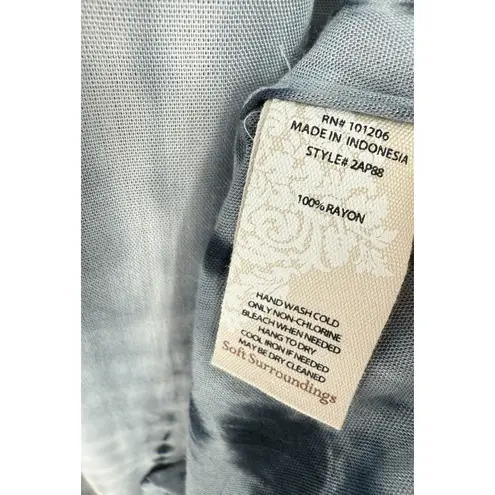 RN# 101206
MADE IN INDONESIA
STYLE# 2AP88
100% RAYON
HAND WASH COLD
ONLY NON-CHLORINE
BLEACH WHEN NEEDED
HANG TO DRY
COOL IRON IF NEEDED
MAY BE DRY CLEANED
Soft Surroundings